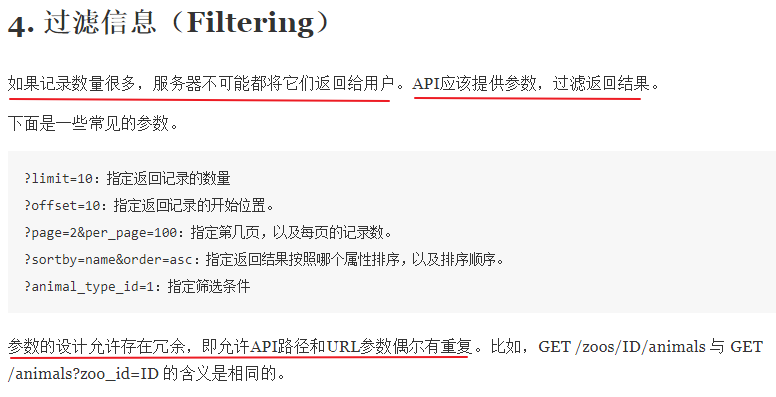 4. 过滤信息（Filtering）
如果记录数量很多，服务器不可能都将它们返回给用户。API应该提供参数，过滤返回结果。
下面是一些常见的参数。
?limit=10：指定返回记录的数量
?offset=10：指定返回记录的开始位置。
?page=2&per_page=100：指定第几页，以及每页的记录数。
?sortby=name&order=asc：指定返回结果按照哪个属性排序，以及排序顺序。
?animal_type_id=1：指定筛选条件
参数的设计允许存在冗余，即允许API路径和URL参数偶尔有重复。比如，GET /zoos/ID/animals 与 GET
/animals?zoo_id=ID 的含义是相同的。